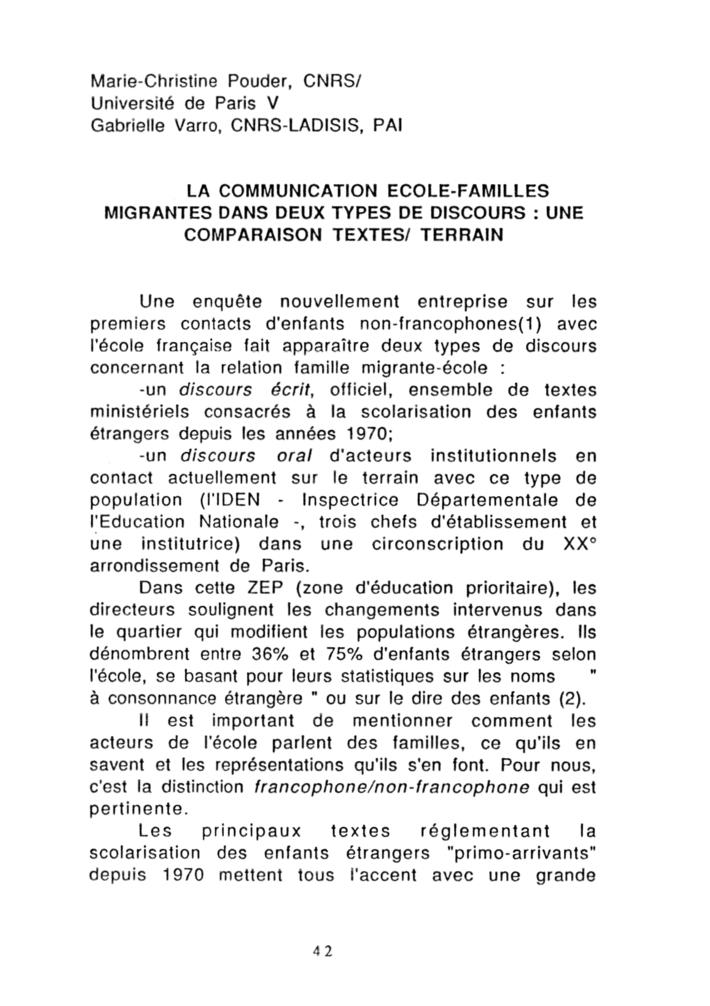 Marie-Christine Pouder, CNRS/
Université de Paris V
Gabrielle Varro, CNRS-LADISIS, PAI
LA COMMUNICATION ECOLE-FAMILLES
MIGRANTES DANS DEUX TYPES DE DISCOURS : UNE
COMPARAISON TEXTES/ TERRAIN
Une enquête nouvellement entreprise sur les
premiers contacts d'enfants non-francophones(1) avec
l'école française fait apparaître deux types de discours
concernant la relation famille migrante-école :
-un discours écrit, officiel, ensemble de textes
ministériels consacrés à la scolarisation des enfants
étrangers depuis les années 1970;
-un discours oral d'acteurs institutionnels en
contact actuellement sur le terrain avec ce type de
population (l'IDEN - Inspectrice Départementale de
l'Education Nationale -, trois chefs d'établissement et
une institutrice) dans une circonscription du XX°
arrondissement de Paris.
Dans cette ZEP (zone d'éducation prioritaire), les
directeurs soulignent les changements intervenus dans
le quartier qui modifient les populations étrangères. Ils
dénombrent entre 36% et 75% d'enfants étrangers selon
l'école, se basant pour leurs statistiques sur les noms "
à consonnance étrangère " ou sur le dire des enfants (2).
Il est important de mentionner comment les
acteurs de l'école parlent des familles, ce qu'ils en
savent et les représentations qu'ils s'en font. Pour nous,
c'est la distinction francophone/non-francophone qui est
pertinente.
Les principaux textes réglementant la
scolarisation des enfants étrangers "primo-arrivants"
depuis 1970 mettent tous l'accent avec une grande
42